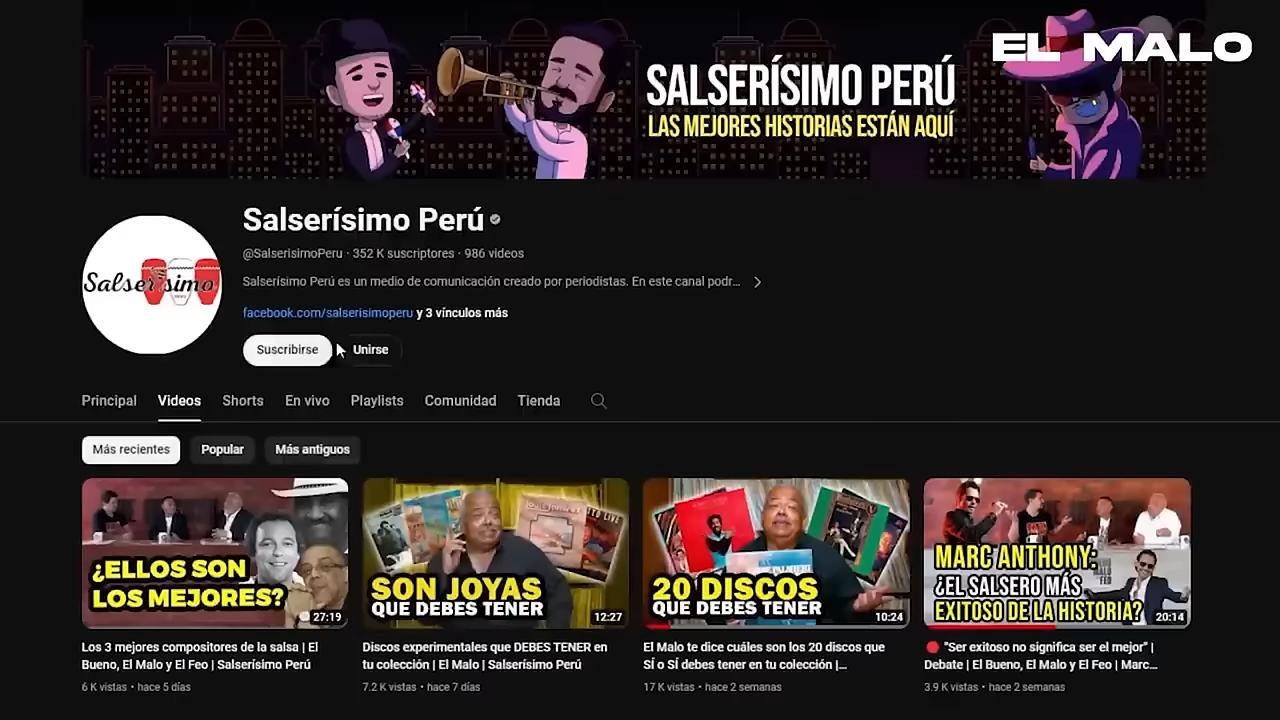 EL MALO
SALSERÍSIMO PERÚ
LAS MEJORES HISTORIAS ESTÁN AQUÍ
Salserísimo
Salserísimo Perú
@SalserisimoPeru · 352 K suscriptores · 986 videos
Salserísimo Perú es un medio de comunicación creado por periodistas. En este canal podr...
facebook.com/salserisimoperu y 3 vínculos más
Suscribirse
Unirse
Principal Videos Shorts En vivo Playlists Comunidad Tienda
Más recientes Popular Más antiguos
¿ELLOS SON
LOS MEJORES?
27:19
Los 3 mejores compositores de la salsa | El
Bueno, El Malo y El Feo | Salserísimo Perú
6 K vistas · hace 5 días
SON JOYAS
QUE DEBES TENER
12:27
Discos experimentales que DEBES TENER en
tu colección | El Malo | Salserísimo Perú
7.2 K vistas · hace 7 días
20 DISCOS
QUE DEBES TENER
10:24
El Malo te dice cuáles son los 20 discos que
SÍ o SÍ debes tener en tu colección |...
17 K vistas · hace 2 semanas
MARC ANTHONY:
¿EL SALSERO MÁS
EXITOSO DE LA HISTORIA?
20:14
"Ser exitoso no significa ser el mejor" |
Debate | El Bueno, El Malo y El Feo | Marc...
3.9 K vistas · hace 2 semanas